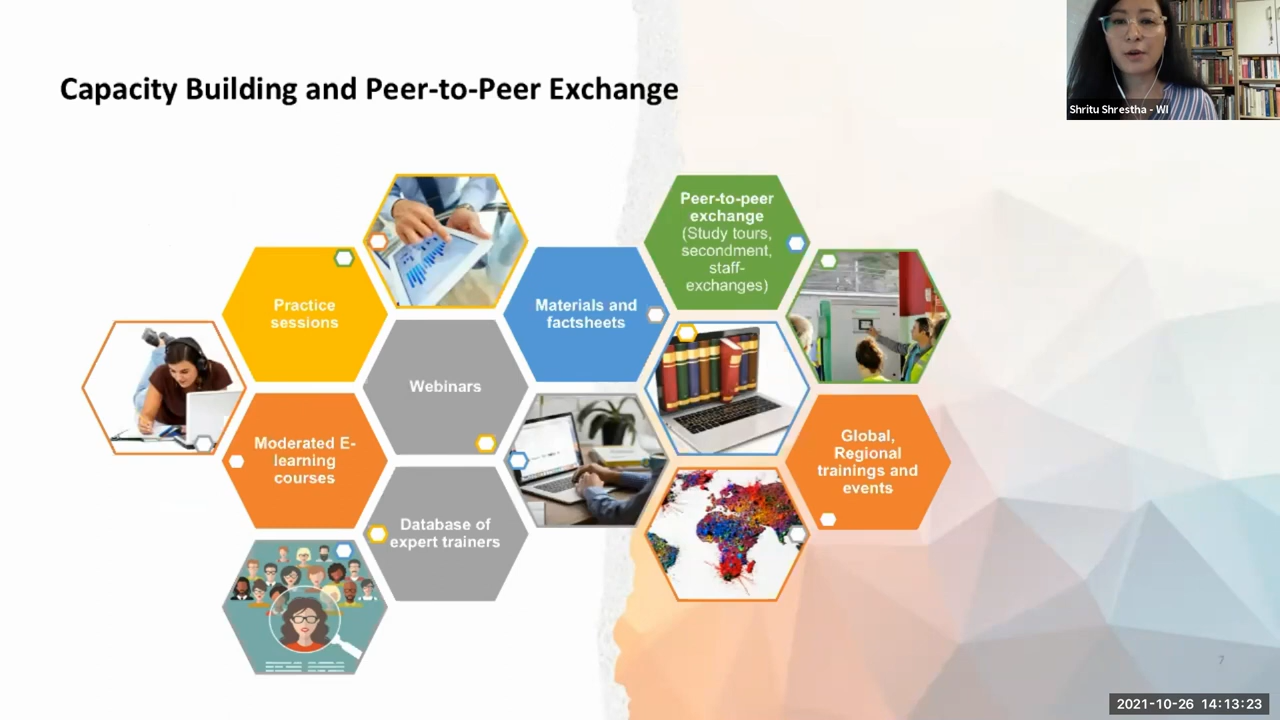 Shritu Shrestha - WI
Capacity Building and Peer-to-Peer Exchange
Practice
sessions
Materials and
factsheets
Peer-to-peer
exchange
(Study tours,
secondment,
staff-
exchanges)
Webinars
Moderated E-
learning
courses
Global,
Regional
trainings and
events
Database of
expert trainers
7
2021-10-26 14:13:23